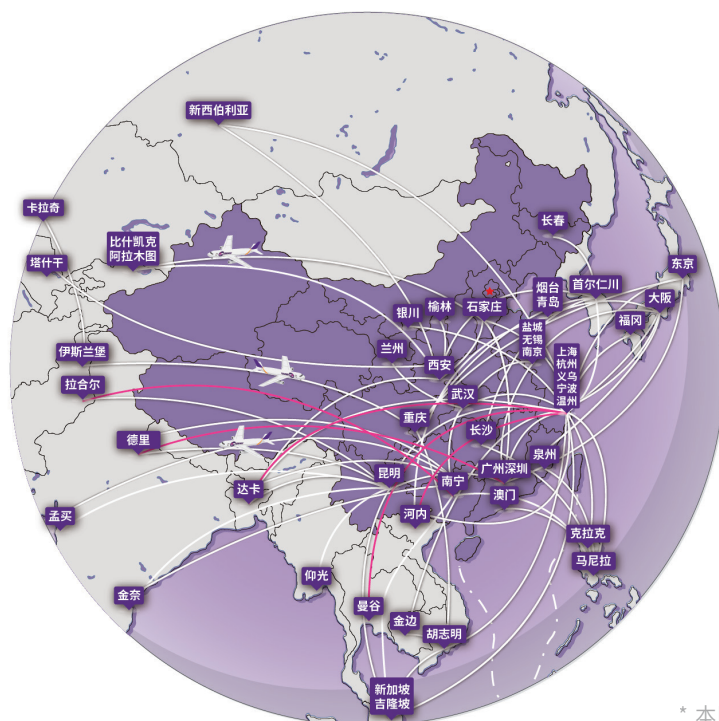 新西伯利亚
卡拉奇
长春
比什凯克
阿拉木图
塔什干
东京
首尔仁川
烟台
青岛
大阪
银川
榆林
石家庄
福冈
盐城
无锡
南京
兰州
伊斯兰堡
上海
杭州
义乌
宁波
温州
西安
拉合尔
武汉
重庆
长沙
德里
泉州
广州深圳
昆明
南宁
达卡
澳门
孟买
河内
克拉克
马尼拉
仰光
金奈
曼谷
金边
胡志明
新加坡
吉隆坡
* 本